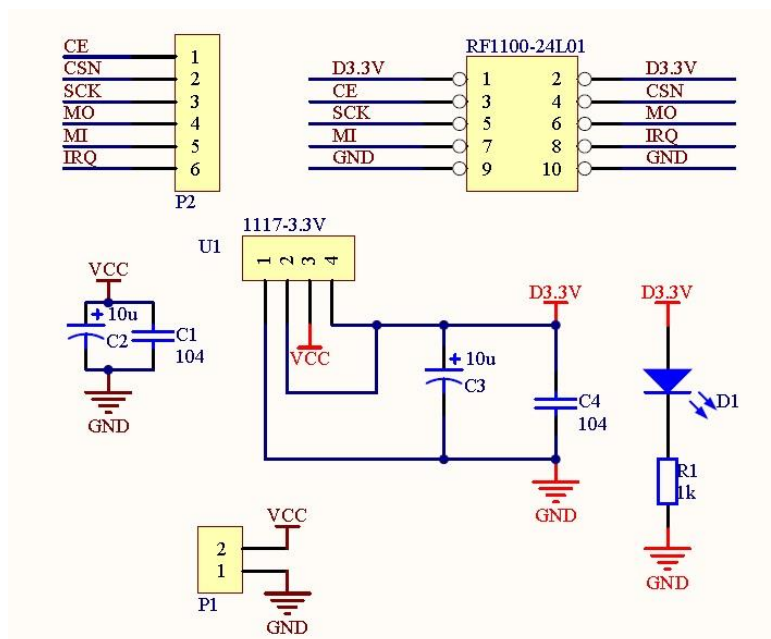 CE
CSN
SCK
MO
MI
IRQ
1
2
3
4
5
6
P2
RF1100-24L01
D3.3V 1 2 D3.3V
CE 3 4 CSN
SCK 5 6 MO
MI 7 8 IRQ
GND 9 10 GND
1117-3.3V
U1
1 2 3 4
VCC
VCC
+ 10u
C2
C1
104
GND
D3.3V
+ 10u
C3
C4
104
GND
D3.3V
D1
R1
1k
GND
VCC
2
1
P1
GND